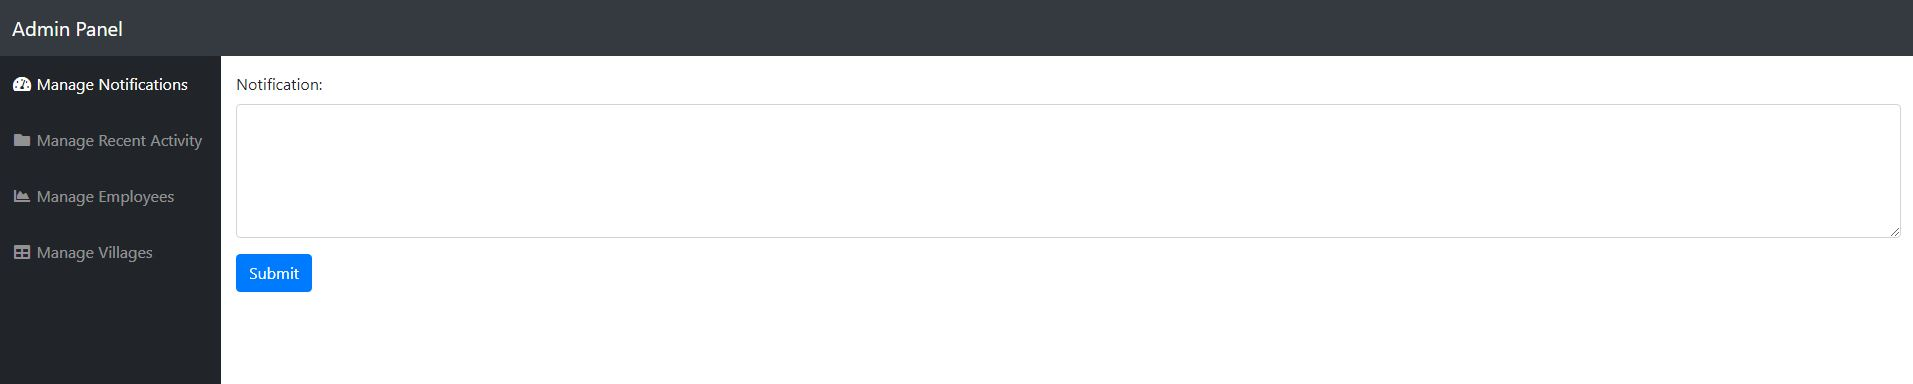 Admin Panel
Manage Notifications
Manage Recent Activity
Manage Employees
Manage Villages
Notification:
Submit